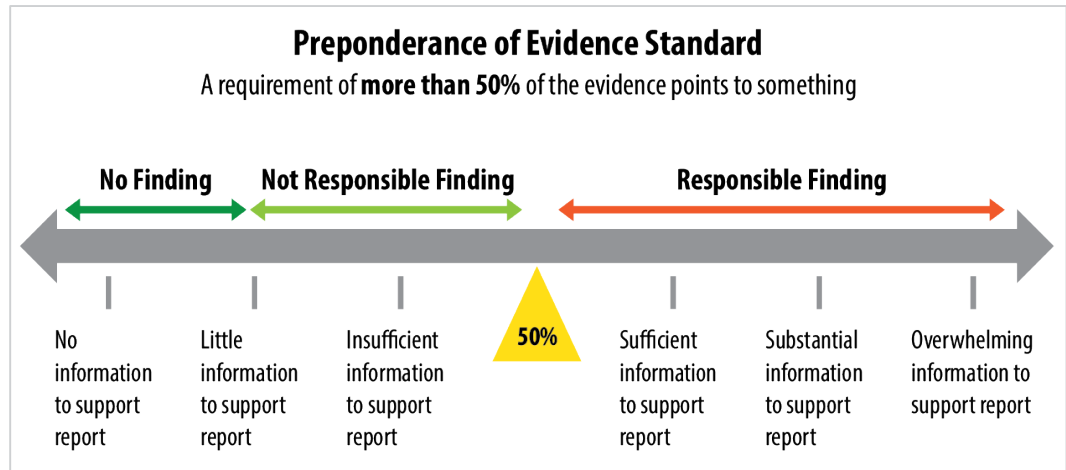 Preponderance of Evidence Standard
A requirement of more than 50% of the evidence points to something
No Finding
Not Responsible Finding
Responsible Finding
50%
No
information
to support
report
Little
information
to support
report
Insufficient
information
to support
report
Sufficient
information
to support
report
Substantial
information
to support
report
Overwhelming
information to
support report